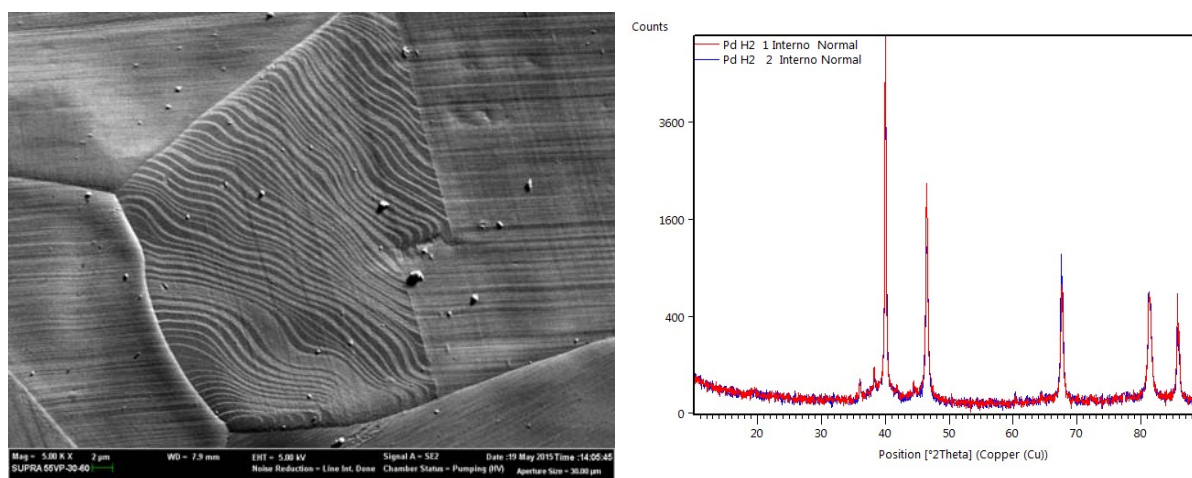 Mag = 5.00 K X 2 µm WD = 7.9 mm EHT = 5.00 kV Signal A = SE2 Date :19 May 2015 Time :14:05:45
SUPRA 55VP-30-60 Noise Reduction = Line Int. Done Chamber Status = Pumping (HV) Aperture Size = 30.00 µm
Counts
Pd H2 1 Interno Normal
Pd H2 2 Interno Normal
3600
1600
400
0
20 30 40 50 60 70 80
Position [°2Theta] (Copper (Cu))